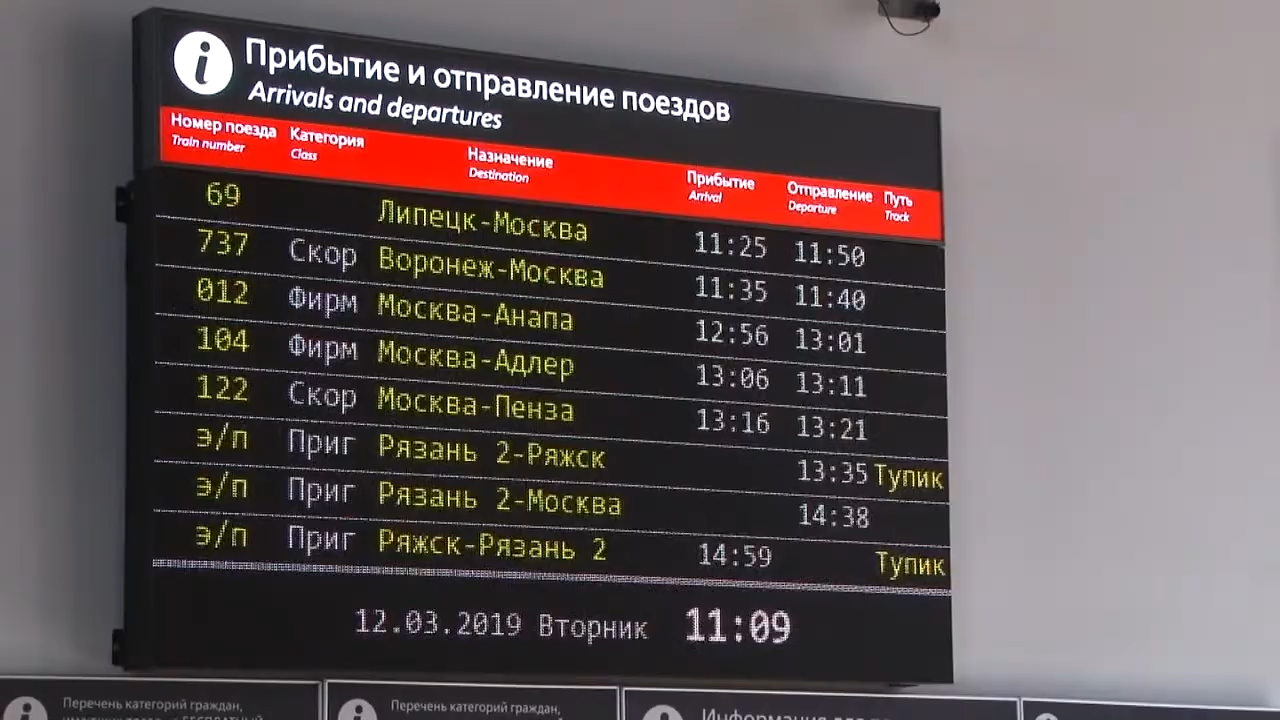 i Прибытие и отправление поездов
Arrivals and departures
Номер поезда Категория Назначение Прибытие Отправление Путь
Train number Class Destination Arrival Departure Track
69 Липецк-Москва 11:25 11:50
737 Скор Воронеж-Москва 11:35 11:40
012 Фирм Москва-Анапа 12:56 13:01
104 Фирм Москва-Адлер 13:06 13:11
122 Скор Москва-Пенза 13:16 13:21
э/п Приг Рязань 2-Ряжск 13:35 Тупик
э/п Приг Рязань 2-Москва 14:38
э/п Приг Ряжск-Рязань 2 14:59 Тупик
12.03.2019 Вторник 11:09
Перечень категорий граждан, Перечень категорий граждан, Информация для